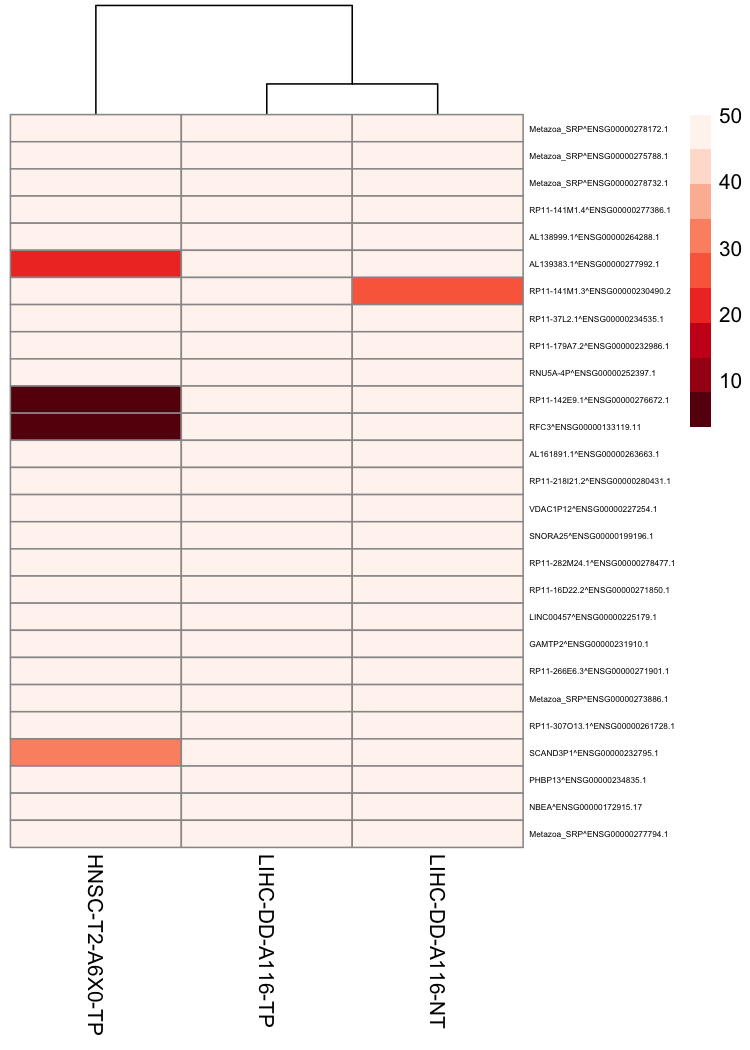 50
40
30
20
10
Metazoa_SRP^ENSG00000278172.1
Metazoa_SRP^ENSG00000275788.1
Metazoa_SRP^ENSG00000278732.1
RP11-141M1.4^ENSG00000277386.1
AL138999.1^ENSG00000264288.1
AL139383.1^ENSG00000277992.1
RP11-141M1.3^ENSG00000230490.2
RP11-37L2.1^ENSG00000234535.1
RP11-179A7.2^ENSG00000232986.1
RNU5A-4P^ENSG00000252397.1
RP11-142E9.1^ENSG00000276672.1
RFC3^ENSG00000133119.11
AL161891.1^ENSG00000263663.1
RP11-218I21.2^ENSG00000280431.1
VDAC1P12^ENSG00000227254.1
SNORA25^ENSG00000199196.1
RP11-282M24.1^ENSG00000278477.1
RP11-16D22.2^ENSG00000271850.1
LINC00457^ENSG00000225179.1
GAMTP2^ENSG00000231910.1
RP11-266E6.3^ENSG00000271901.1
Metazoa_SRP^ENSG00000273886.1
RP11-307O13.1^ENSG00000261728.1
SCAND3P1^ENSG00000232795.1
PHBP13^ENSG00000234835.1
NBEA^ENSG00000172915.17
Metazoa_SRP^ENSG00000277794.1
HNSC-T2-A6X0-TP
LIHC-DD-A116-TP
LIHC-DD-A116-NT